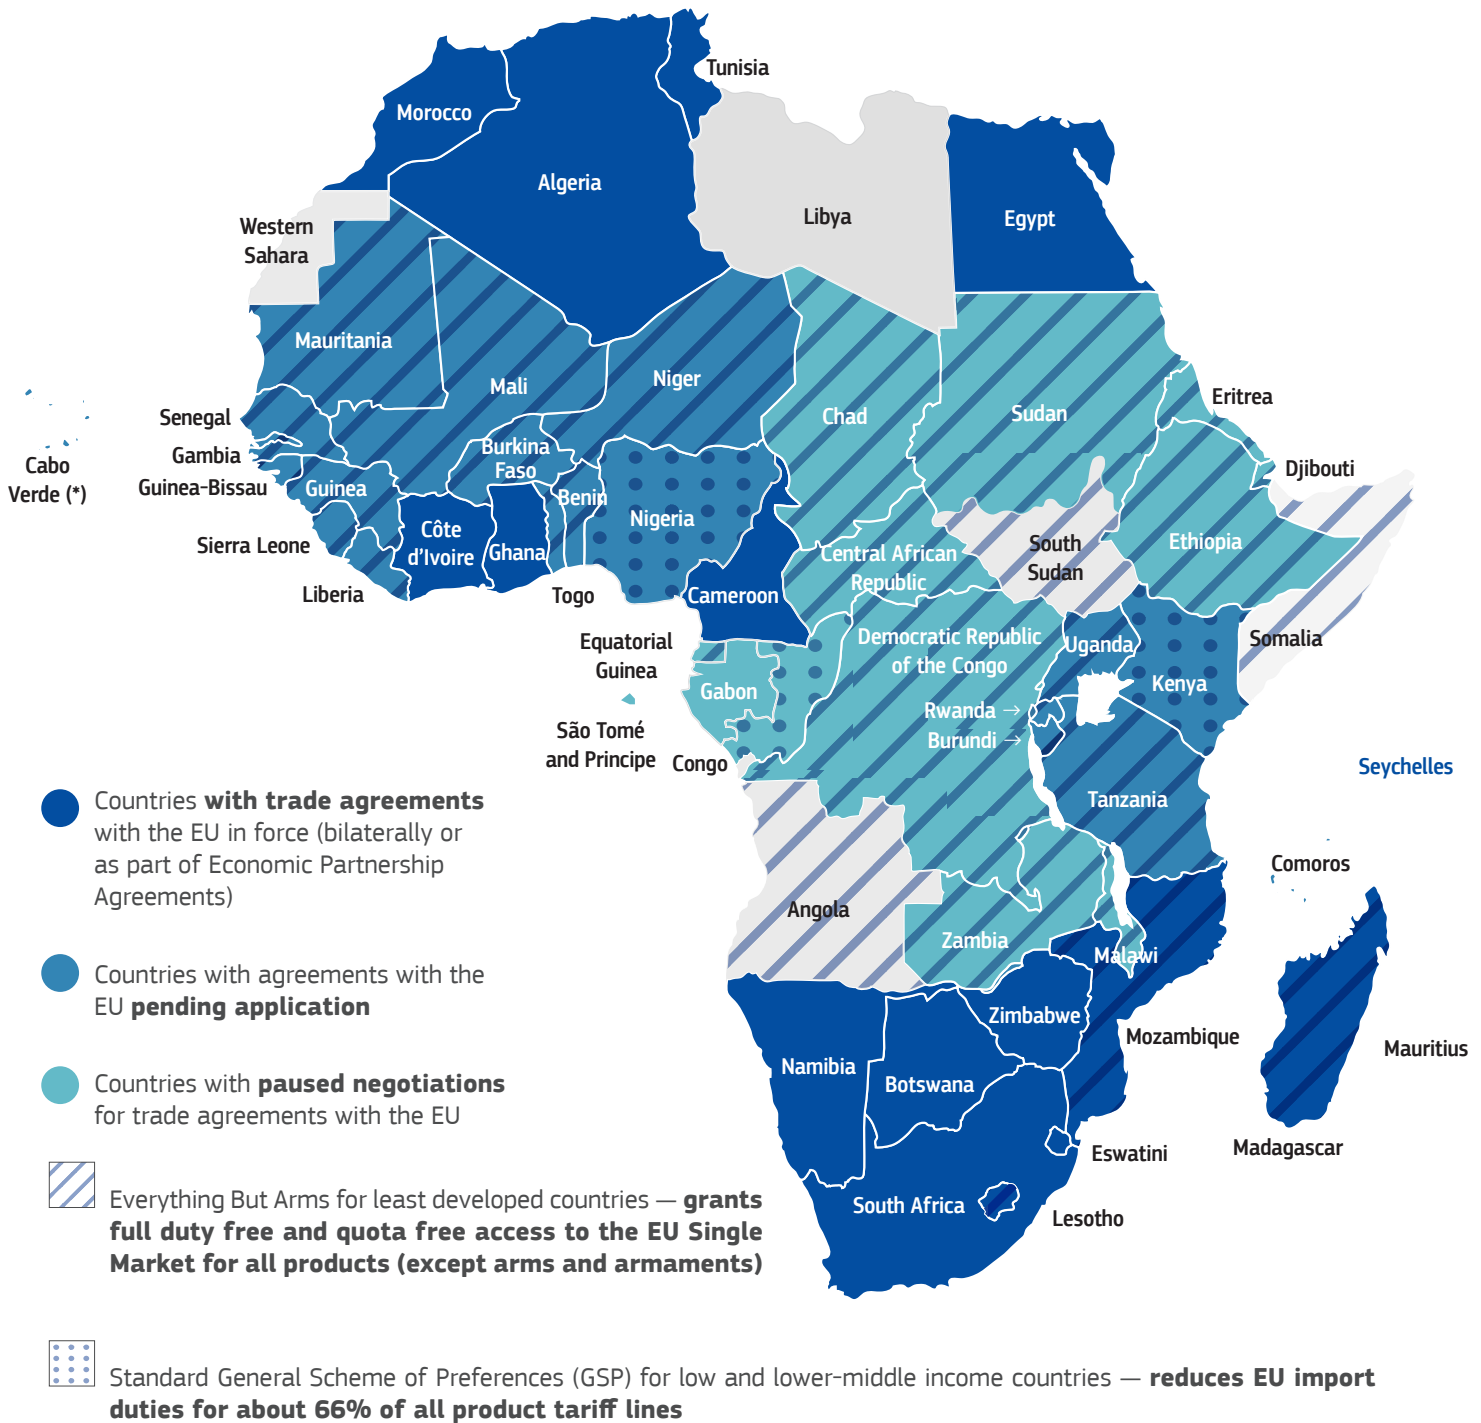 Tunisia
Morocco
Algeria
Libya
Egypt
Western
Sahara
Mauritania
Mali
Niger
Chad
Sudan
Eritrea
Senegal
Gambia
Cabo
Verde (*)
Guinea-Bissau
Guinea
Burkina
Faso
Benin
Nigeria
Djibouti
Sierra Leone
Côte
d'Ivoire
Ghana
Central African
Republic
South
Sudan
Ethiopia
Liberia
Togo
Cameroon
Equatorial
Guinea
Democratic Republic
of the Congo
Uganda
Somalia
Kenya
Gabon
Rwanda →
Burundi →
São Tomé
and Principe
Congo
Seychelles
Tanzania
Comoros
Angola
Zambia
Malawi
Zimbabwe
Mozambique
Mauritius
Namibia
Botswana
Eswatini
Madagascar
South Africa
Lesotho
Countries with trade agreements
with the EU in force (bilaterally or
as part of Economic Partnership
Agreements)
Countries with agreements with the
EU pending application
Countries with paused negotiations
for trade agreements with the EU
Everything But Arms for least developed countries — grants
full duty free and quota free access to the EU Single
Market for all products (except arms and armaments)
Standard General Scheme of Preferences (GSP) for low and lower-middle income countries — reduces EU import
duties for about 66% of all product tariff lines